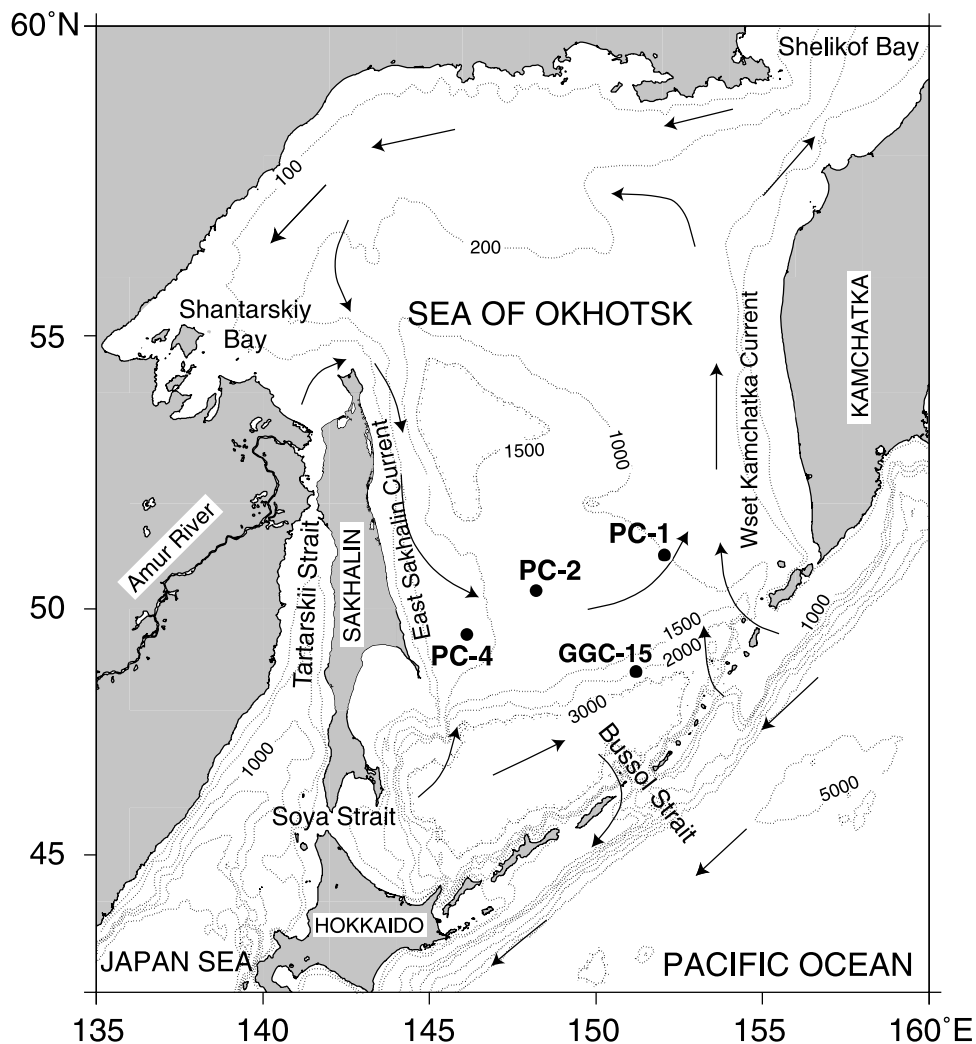 60˚N
Shelikof Bay
100
200
Shantarskiy
Bay
SEA OF OKHOTSK
55
KAMCHATKA
Wset Kamchatka Current
1500
1000
East Sakhalin Current
Amur River
Tartarskii Strait
SAKHALIN
PC-1
PC-2
50
PC-4
GGC-15
1500
2000
1000
3000
Bussol Strait
1000
5000
Soya Strait
45
HOKKAIDO
JAPAN SEA
PACIFIC OCEAN
135
140
145
150
155
160˚E